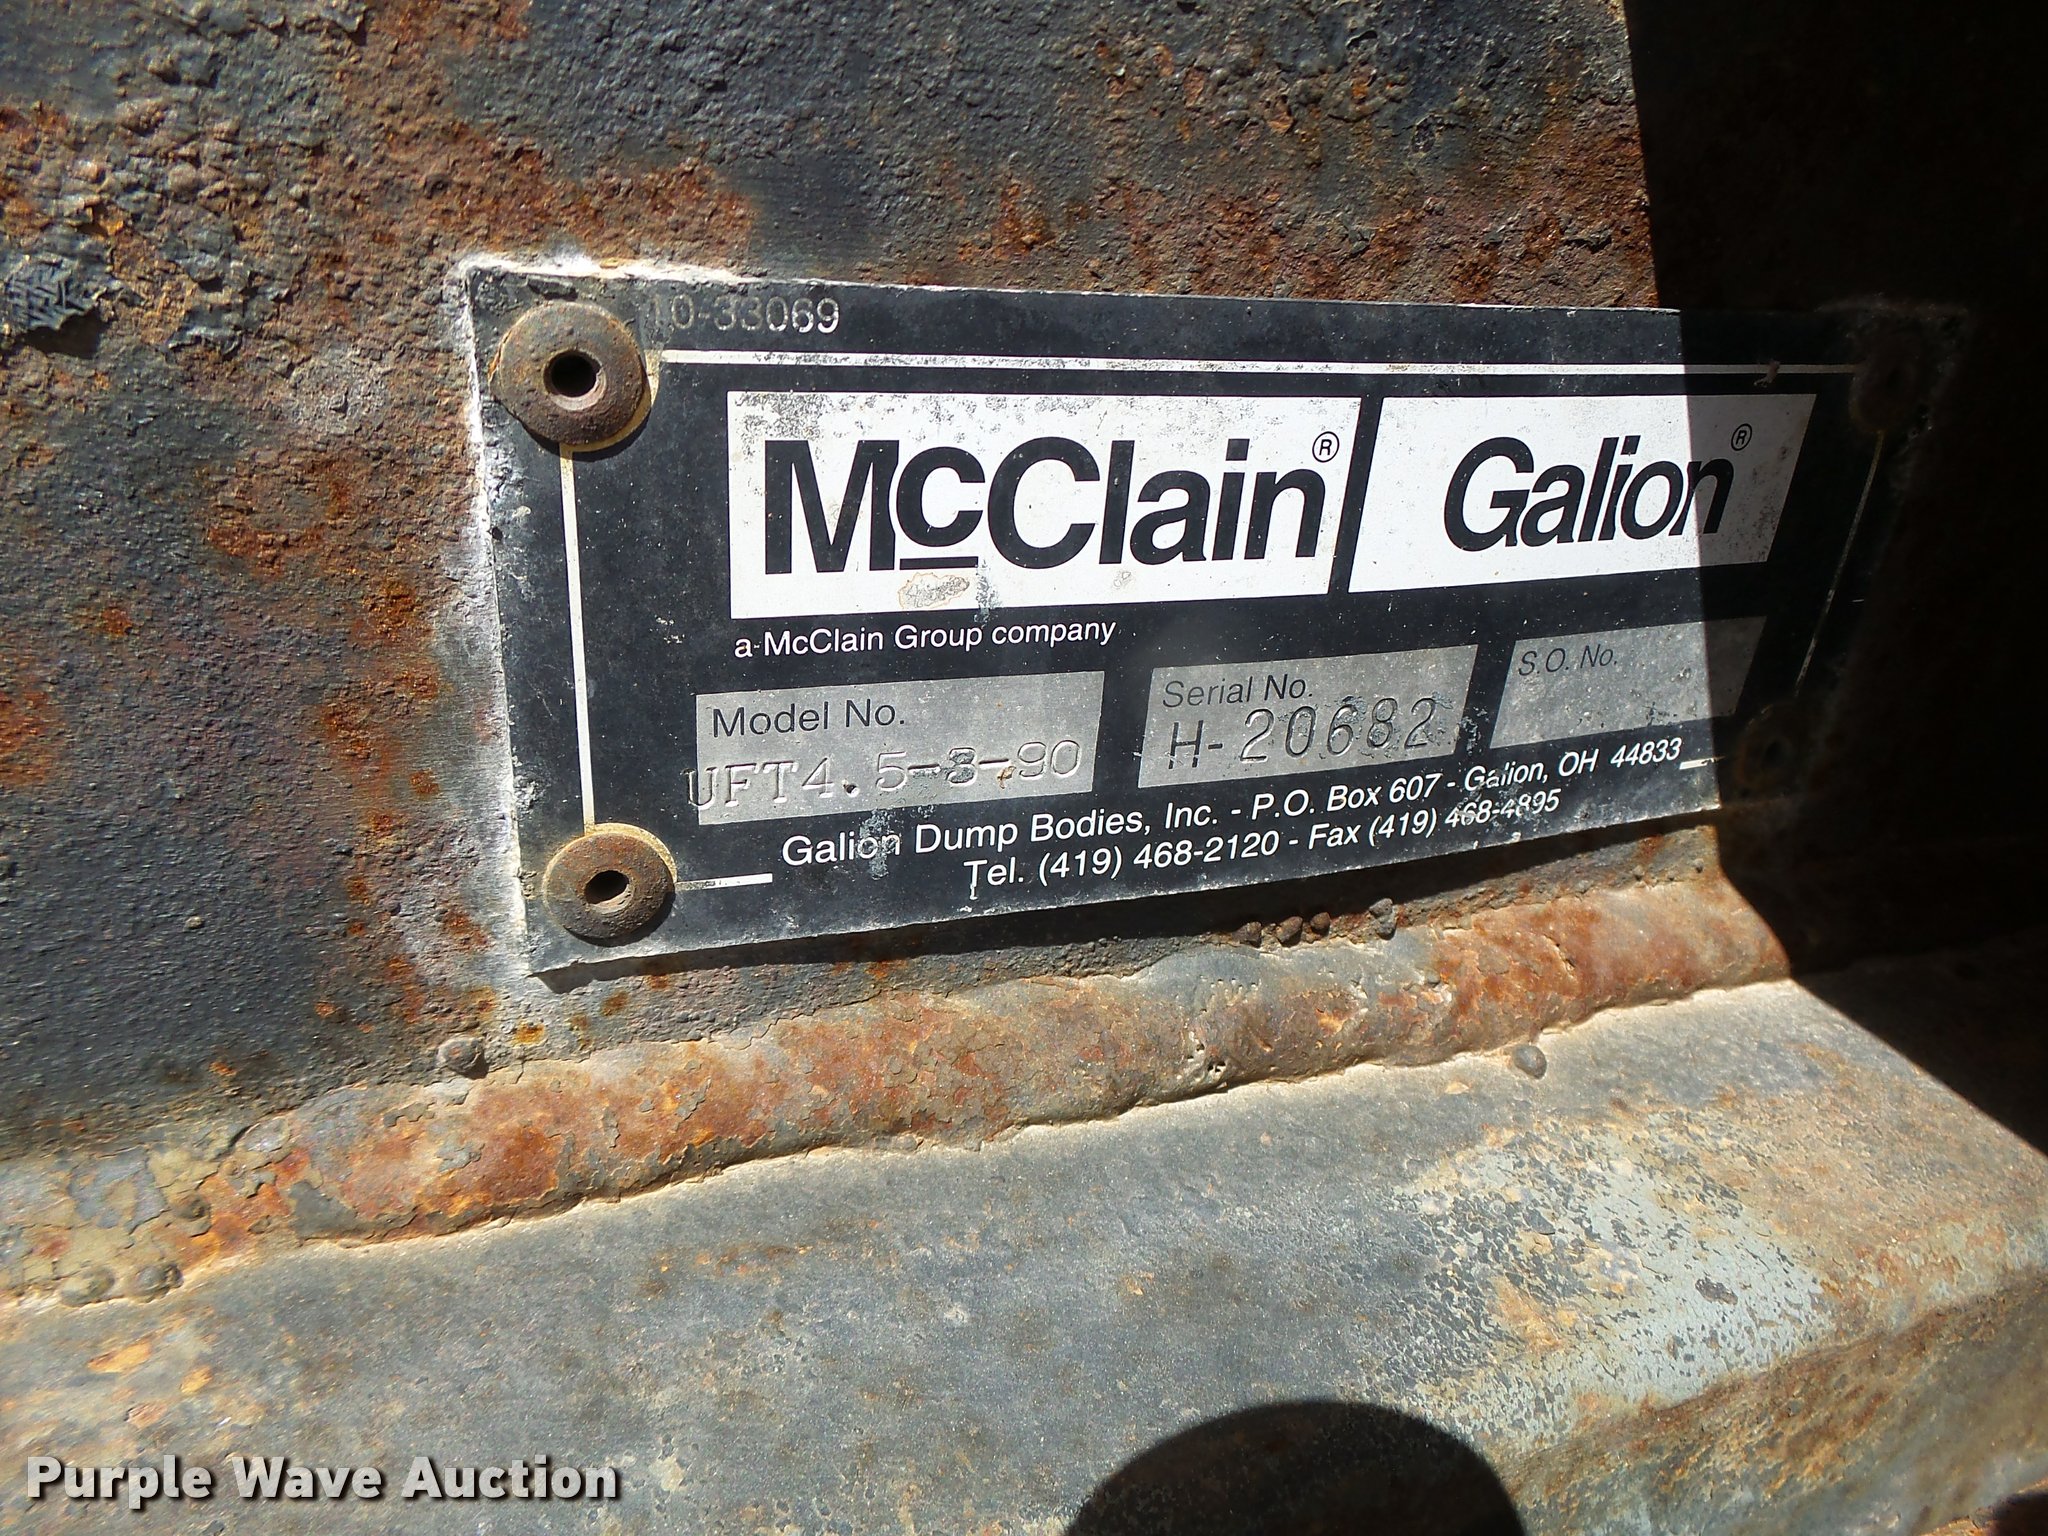 10-33069
McClain® Galion®
a McClain Group company
Model No. Serial No. S.O. No.
UFT4.5-8-90 H-20682
Galion Dump Bodies, Inc. - P.O. Box 607 - Galion, OH 44833
Tel. (419) 468-2120 - Fax (419) 468-4895
Purple Wave Auction